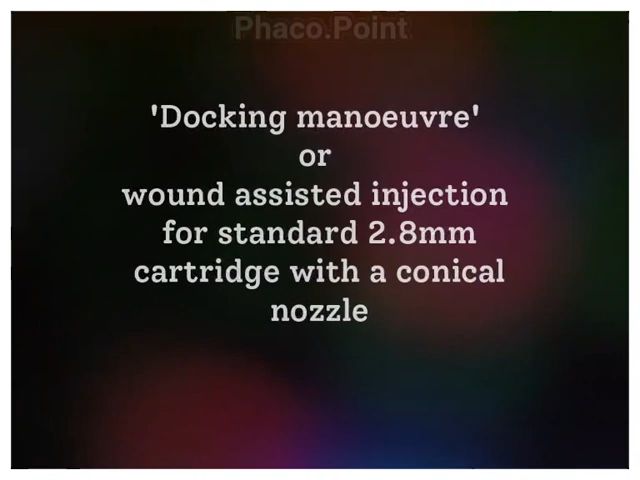 Phaco.Point
'Docking manoeuvre'
or
wound assisted injection
for standard 2.8mm
cartridge with a conical
nozzle